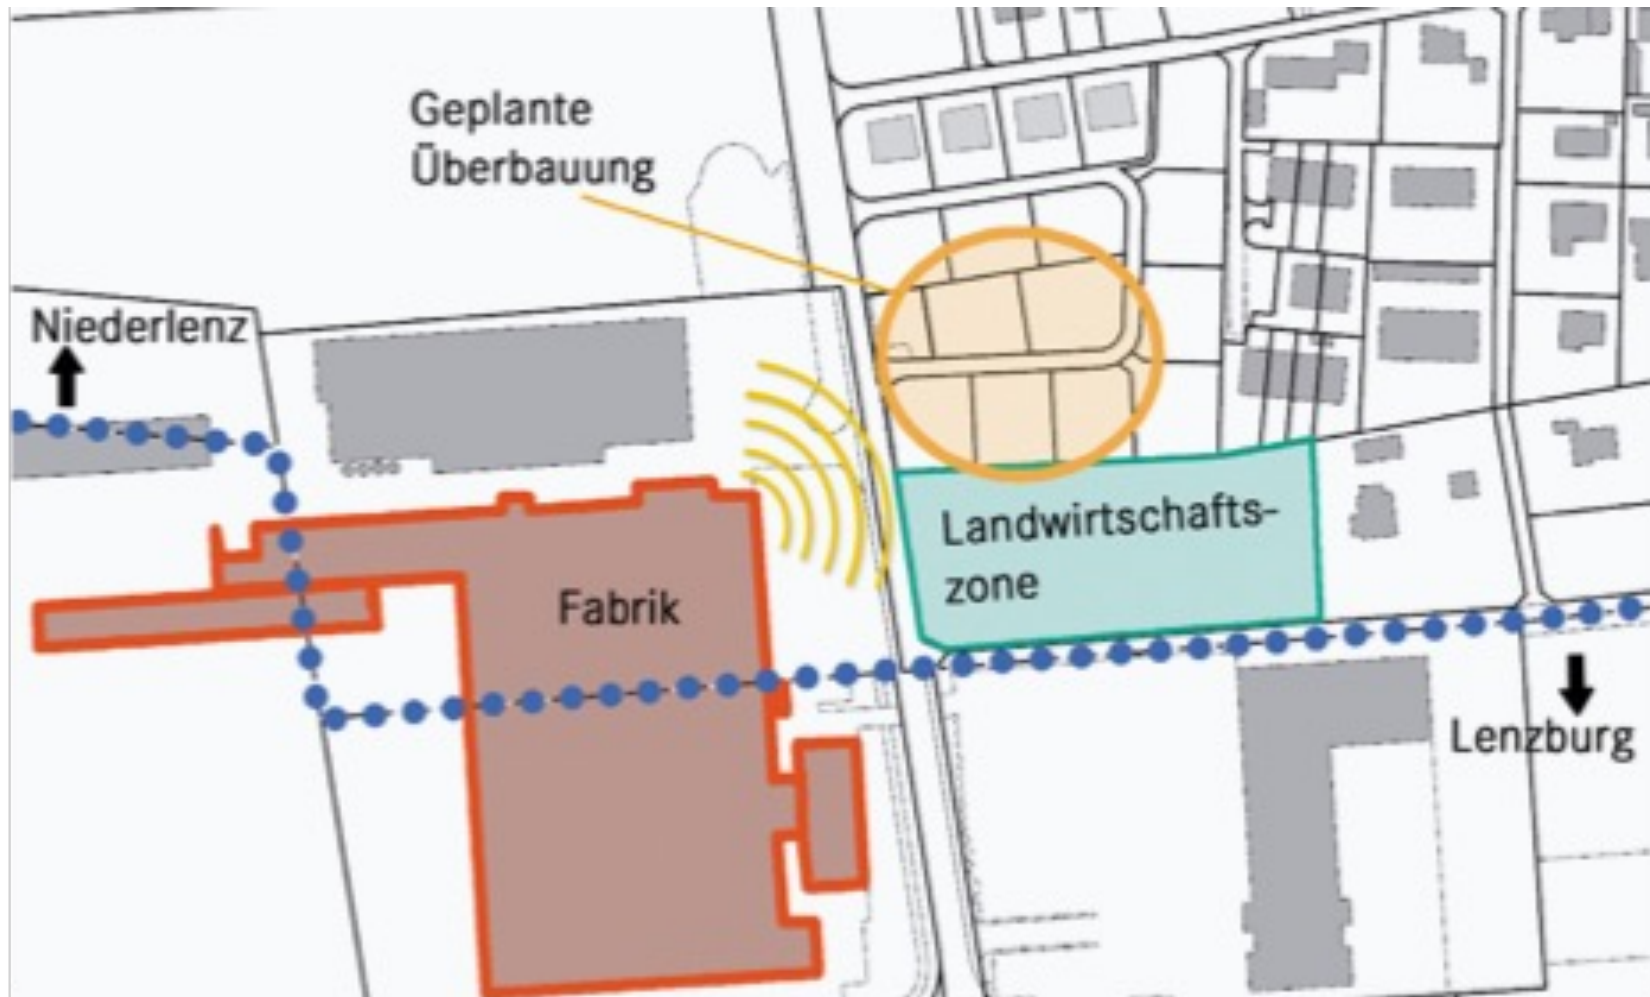 Geplante
Überbauung
Niederlenz
Landwirtschafts-
zone
Fabrik
Lenzburg